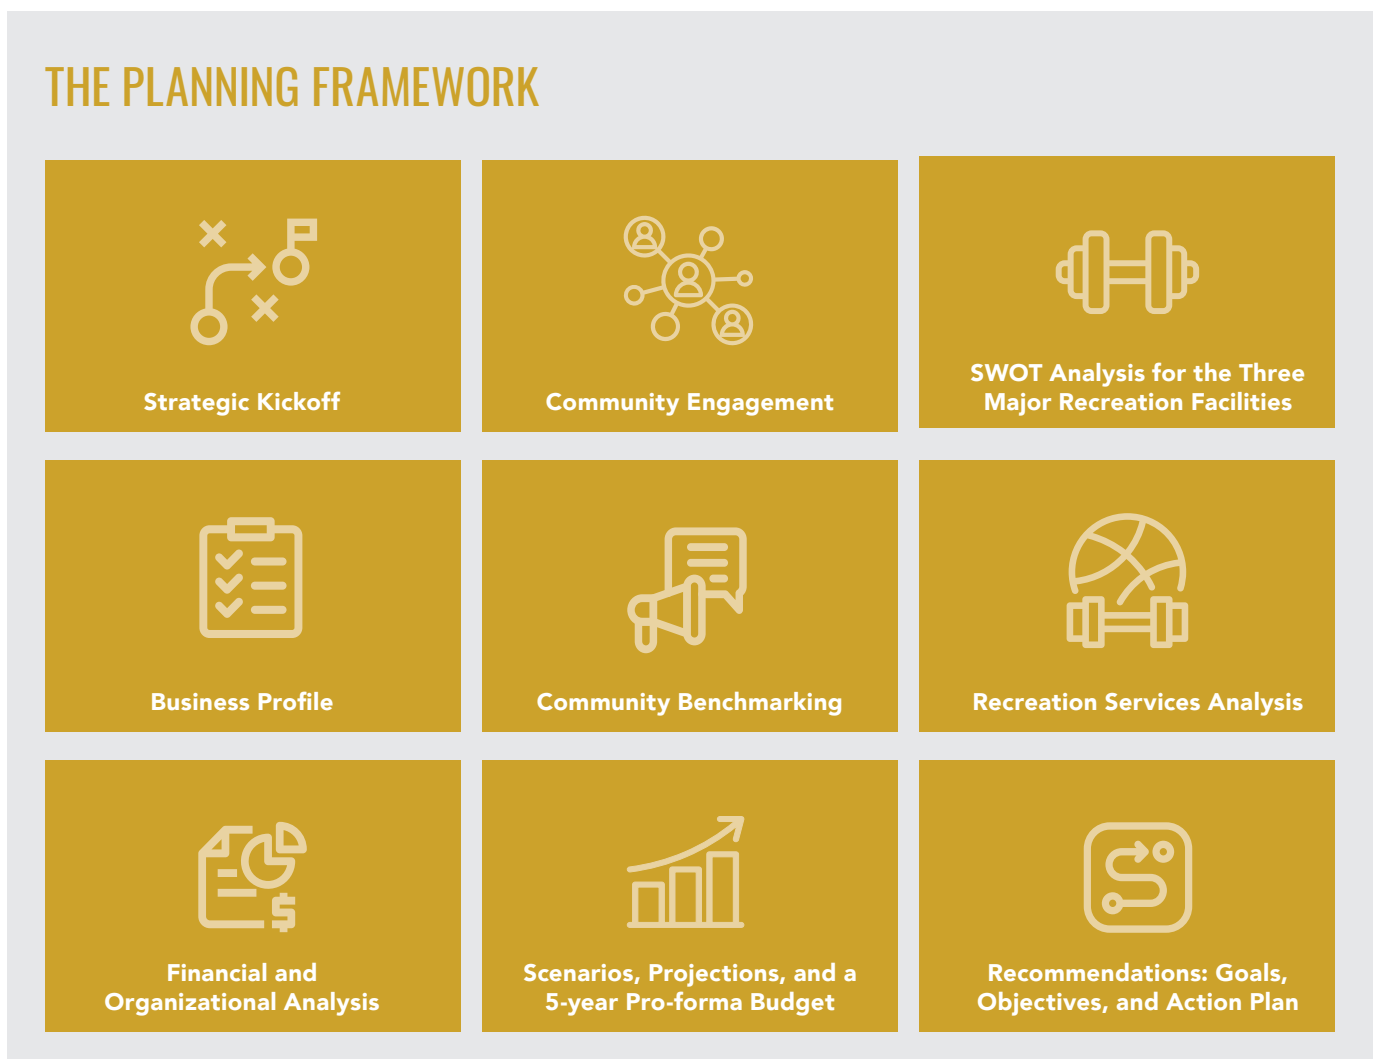 THE PLANNING FRAMEWORK
Strategic Kickoff
Community Engagement
SWOT Analysis for the Three
Major Recreation Facilities
Business Profile
Community Benchmarking
Recreation Services Analysis
Financial and
Organizational Analysis
Scenarios, Projections, and a
5-year Pro-forma Budget
Recommendations: Goals,
Objectives, and Action Plan